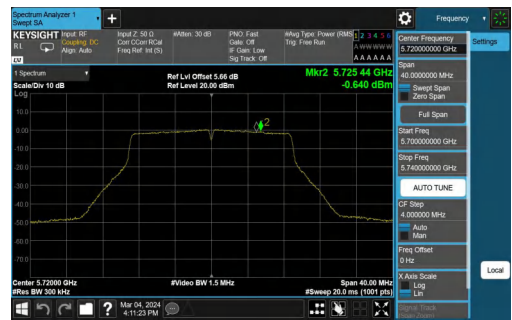 Spectrum Analyzer 1
Swept SA
Frequency
KEYSIGHT
RL
Input: RF
Coupling: DC
Align: Auto
Input Z: 50 Ω
Corr CCorr RCal
Freq Ref: Int (S)
#Atten: 30 dB
PNO: Fast
Gate: Off
IF Gain: Low
Sig Track: Off
#Avg Type: Power (RMS
Trig: Free Run
1 2 3 4 5 6
A W W W W W
A A A A A A
LV
1 Spectrum
Scale/Div 10 dB
Log
Ref Lvl Offset 5.66 dB
Ref Level 20.00 dBm
Mkr2 5.725 44 GHz
-0.640 dBm
10.0
0.00
-10.0
-20.0
-30.0
-40.0
-50.0
-60.0
-70.0
2
Center 5.72000 GHz
#Res BW 300 kHz
#Video BW 1.5 MHz
Span 40.00 MHz
#Sweep 20.0 ms (1001 pts)
Mar 04, 2024
4:11:23 PM
Center Frequency
5.720000000 GHz
Settings
Span
40.0000000 MHz
Swept Span
Zero Span
Full Span
Start Freq
5.700000000 GHz
Stop Freq
5.740000000 GHz
AUTO TUNE
CF Step
4.000000 MHz
Auto
Man
Freq Offset
0 Hz
X Axis Scale
Log
Lin
Local
Signal Track